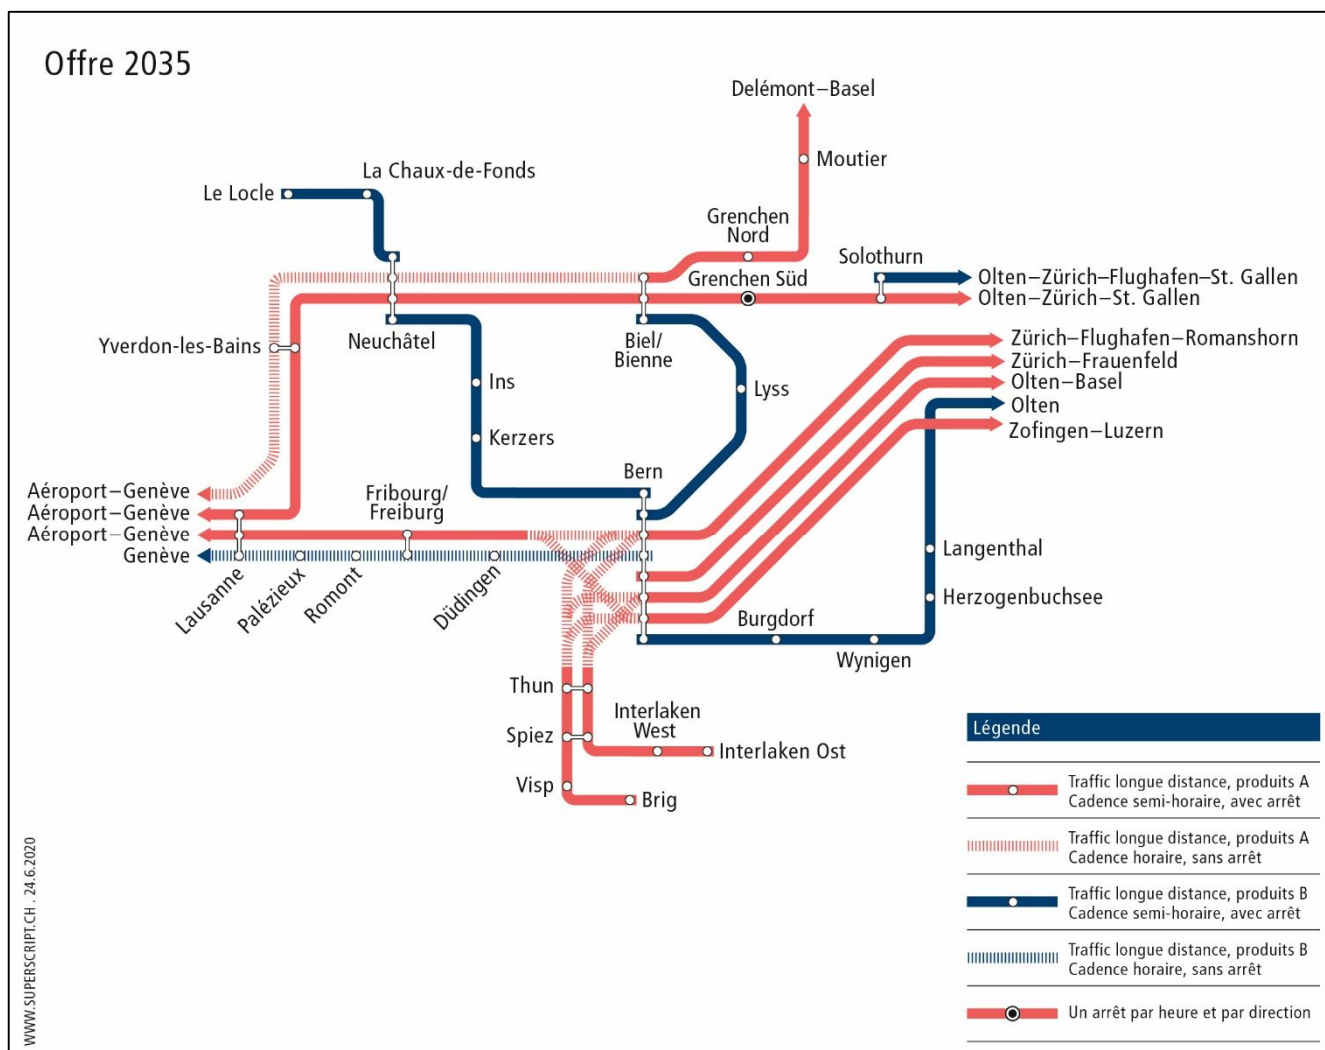 Offre 2035
Delémont–Basel
Moutier
La Chaux-de-Fonds
Le Locle
Grenchen
Nord
Solothurn
Grenchen Süd
Olten–Zürich–Flughafen–St. Gallen
Olten–Zürich–St. Gallen
Yverdon-les-Bains
Neuchâtel
Biel/
Bienne
Zürich–Flughafen–Romanshorn
Zürich–Frauenfeld
Olten–Basel
Olten
Zofingen–Luzern
Ins
Lyss
Kerzers
Bern
Aéroport–Genève
Aéroport–Genève
Aéroport–Genève
Genève
Fribourg/
Freiburg
Lausanne
Palézieux
Romont
Düdingen
Langenthal
Herzogenbuchsee
Burgdorf
Wynigen
Thun
Spiez
Visp
Interlaken
West
Interlaken Ost
Brig
Légende
Traffic longue distance, produits A
Cadence semi-horaire, avec arrêt
Traffic longue distance, produits A
Cadence horaire, sans arrêt
Traffic longue distance, produits B
Cadence semi-horaire, avec arrêt
Traffic longue distance, produits B
Cadence horaire, sans arrêt
Un arrêt par heure et par direction
WWW.SUPERSCRIPT.CH . 24.6.2020